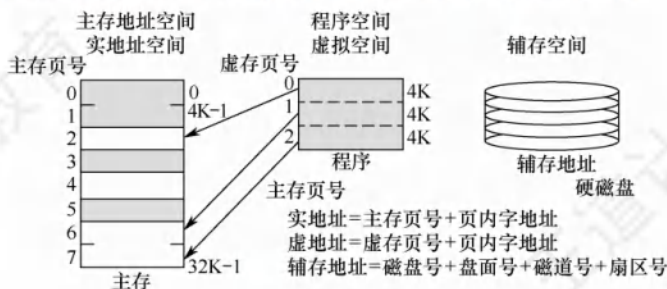 主存地址空间
实地址空间
主存页号
0
1
2
3
4
5
6
7
0
4K-1
32K-1
主存
程序空间
虚拟空间
虚存页号
0
1
2
4K
4K
4K
程序
主存页号
辅存空间
辅存地址
硬磁盘
实地址=主存页号+页内字地址
虚地址=虚存页号+页内字地址
辅存地址=磁盘号+盘面号+磁道号+扇区号